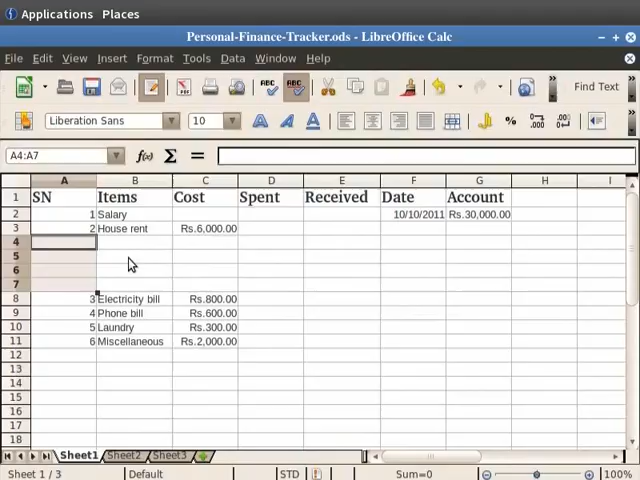 Applications Places
Personal-Finance-Tracker.ods - LibreOffice Calc
File Edit View Insert Format Tools Data Window Help
Find Text
Liberation Sans 10
A4:A7
A B C D E F G H I
1 SN Items Cost Spent Received Date Account
2 1 Salary 10/10/2011 Rs.30,000.00
3 2 House rent Rs.6,000.00
4
5
6
7
8 3 Electricity bill Rs.800.00
9 4 Phone bill Rs.600.00
10 5 Laundry Rs.300.00
11 6 Miscellaneous Rs.2,000.00
12
13
14
15
16
17
18
Sheet1 Sheet2 Sheet3
Sheet 1 / 3 Default STD Sum=0 100%